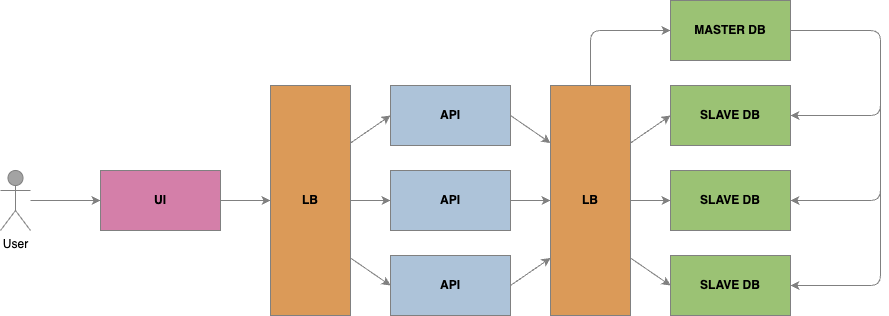 MASTER DB
API
SLAVE DB
UI
LB
API
LB
SLAVE DB
User
API
SLAVE DB